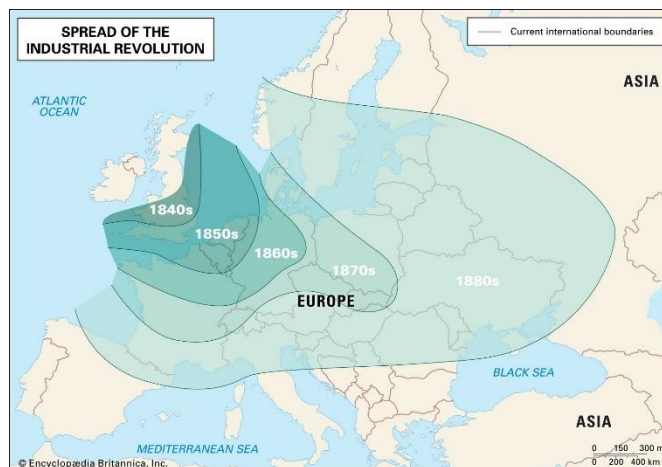 SPREAD OF THE
INDUSTRIAL REVOLUTION
Current international boundaries
ATLANTIC
OCEAN
ASIA
1840s
1850s
1860s
1870s
1880s
EUROPE
BLACK SEA
ASIA
MEDITERRANEAN SEA
0 150 300 m
0 200 400 km
© Encyclopædia Britannica, Inc.